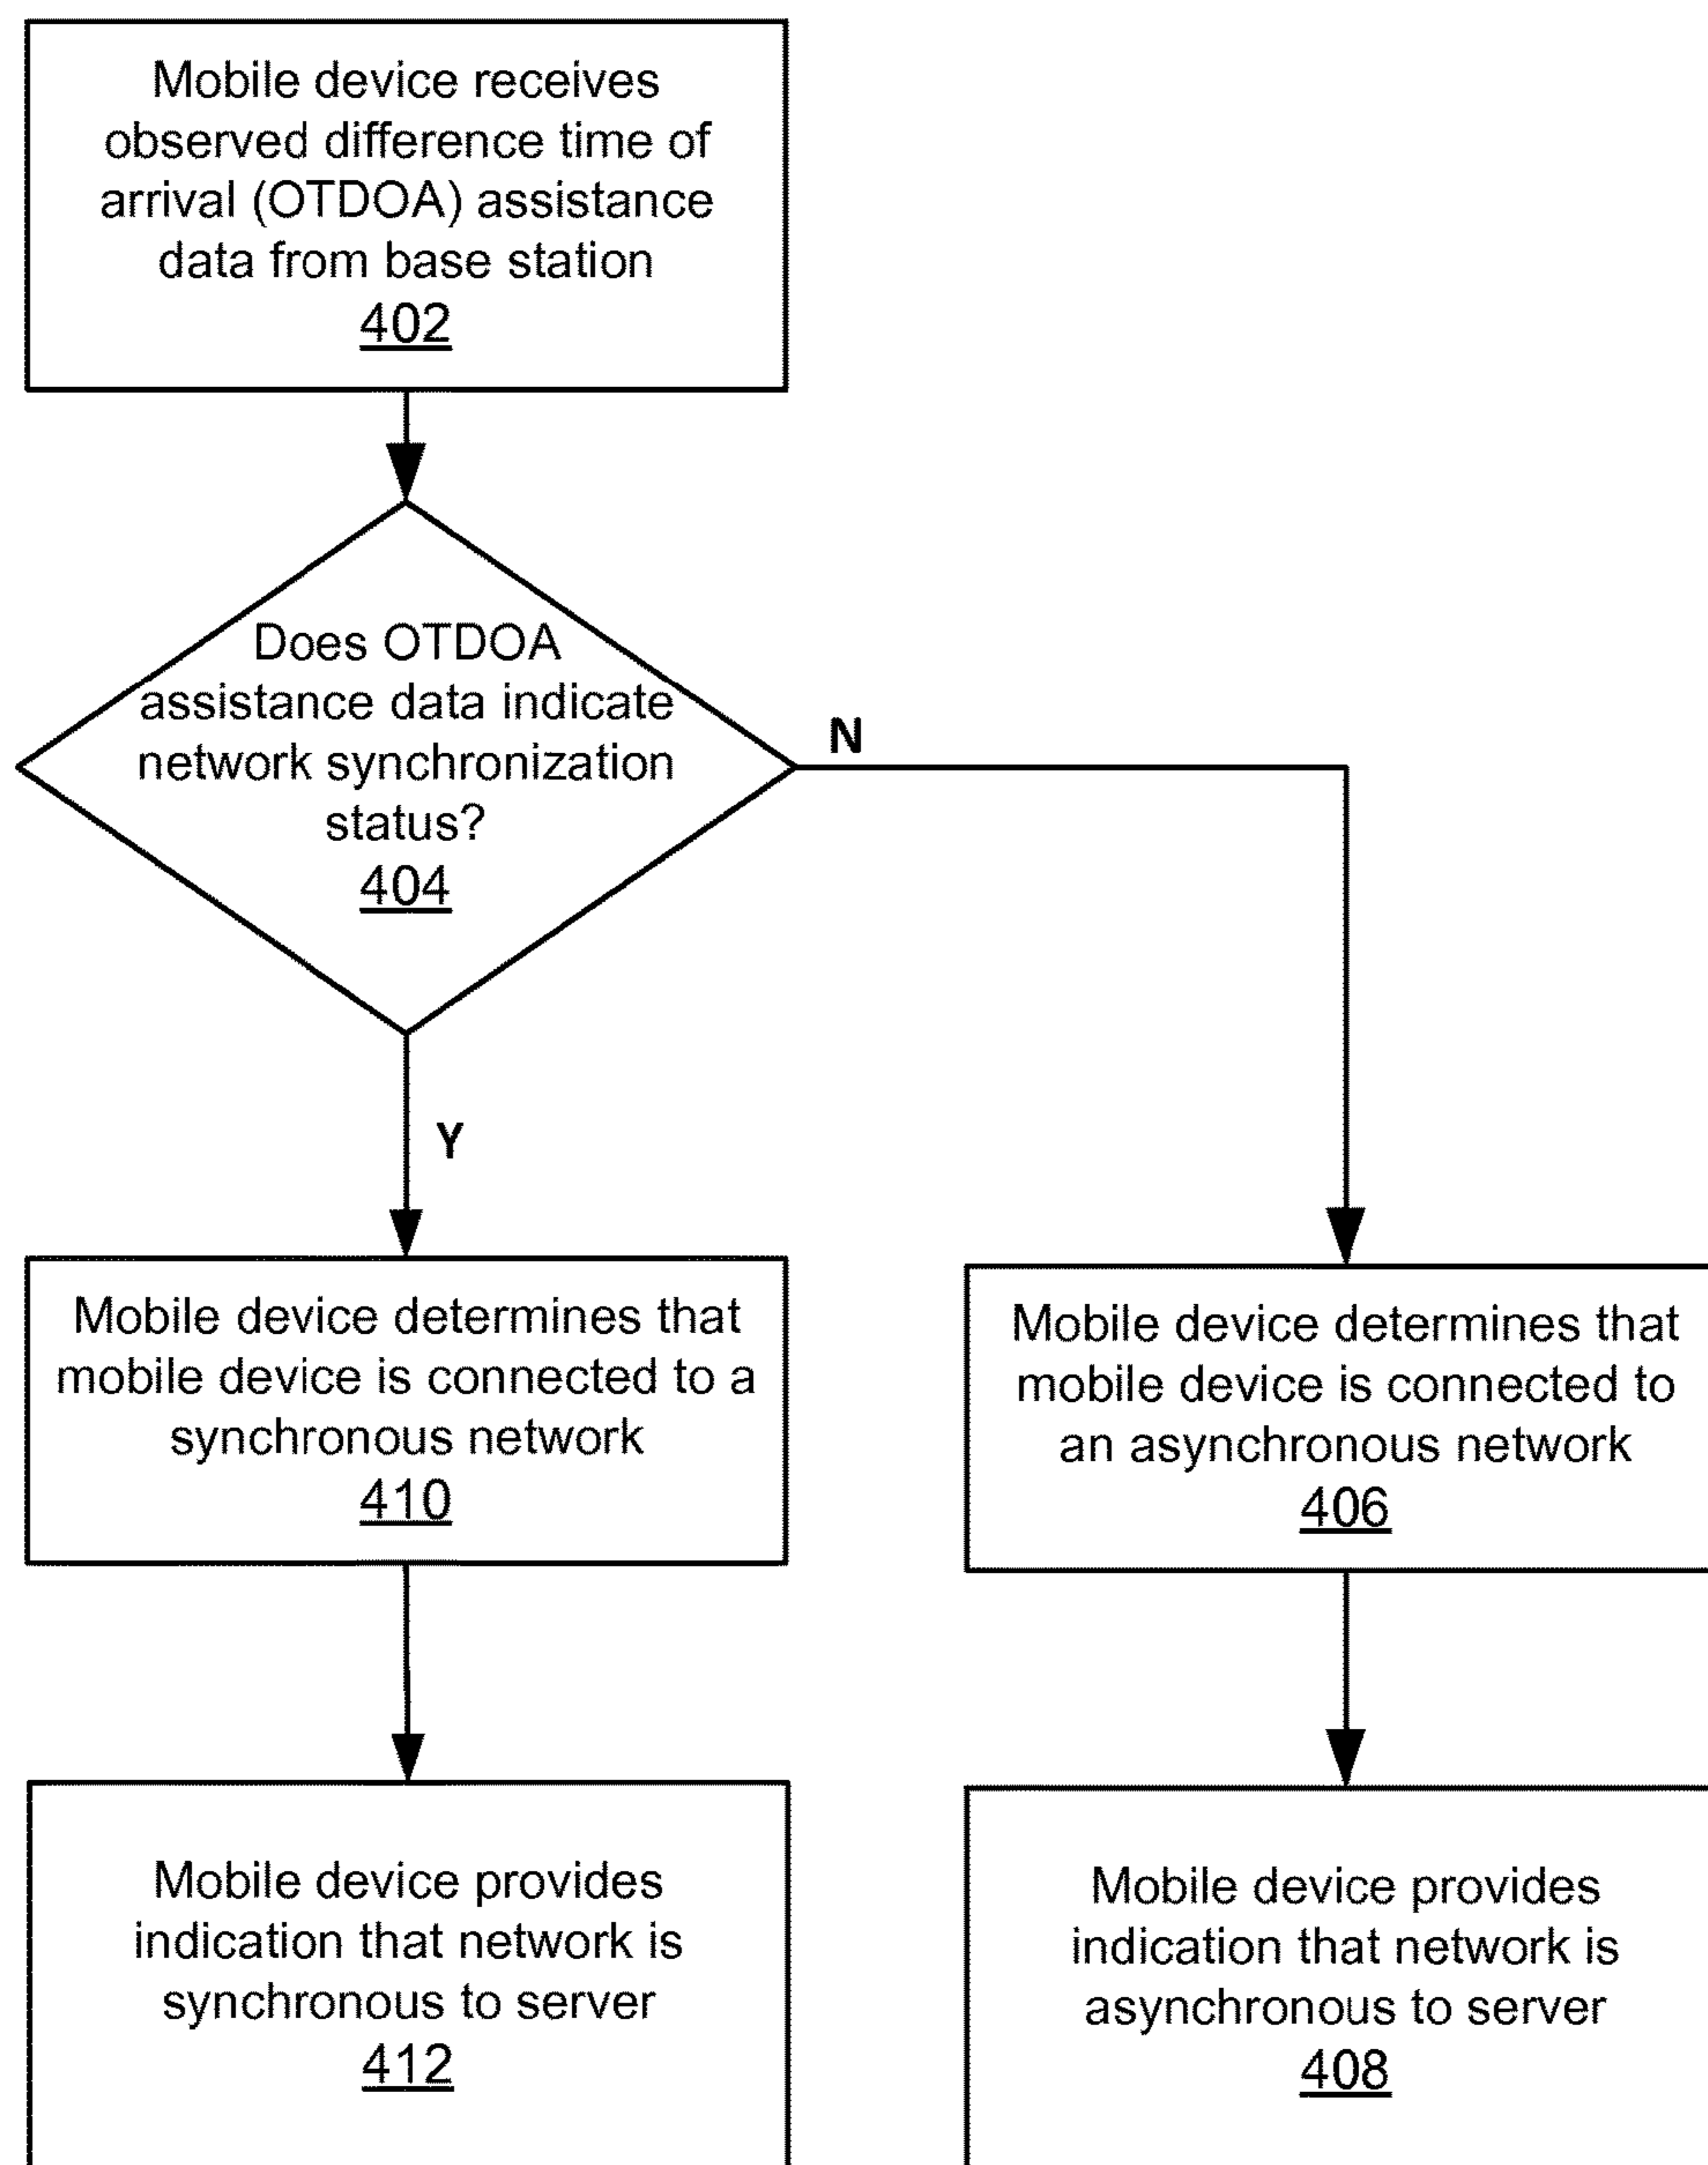 Mobile device receives
observed difference time of
arrival (OTDOA) assistance
data from base station
402
Does OTDOA
assistance data indicate
network synchronization
status?
404
N
Y
Mobile device determines that
mobile device is connected to a
synchronous network
410
Mobile device determines that
mobile device is connected to
an asynchronous network
406
Mobile device provides
indication that network is
synchronous to server
412
Mobile device provides
indication that network is
asynchronous to server
408